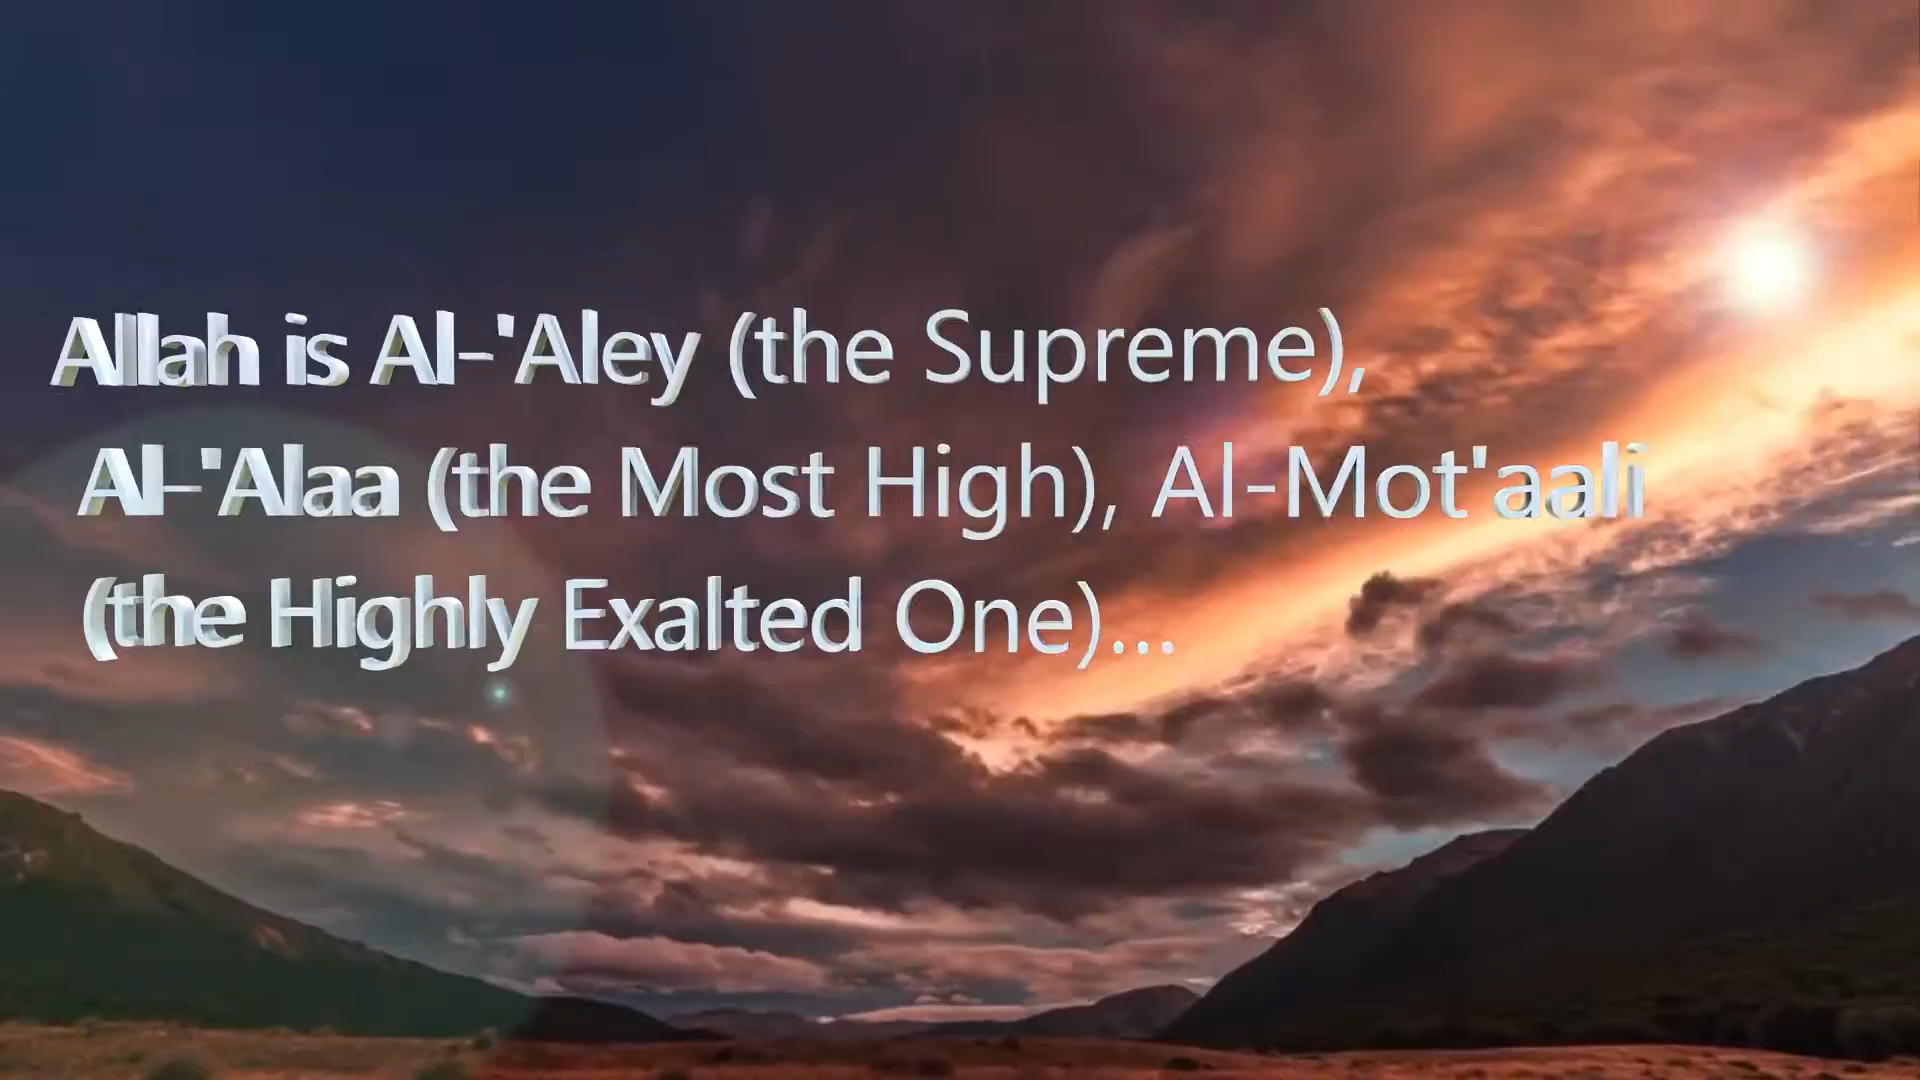 Allah is Al-'Aley (the Supreme),
Al-'Alaa (the Most High), Al-Mot'aali
(the Highly Exalted One)...